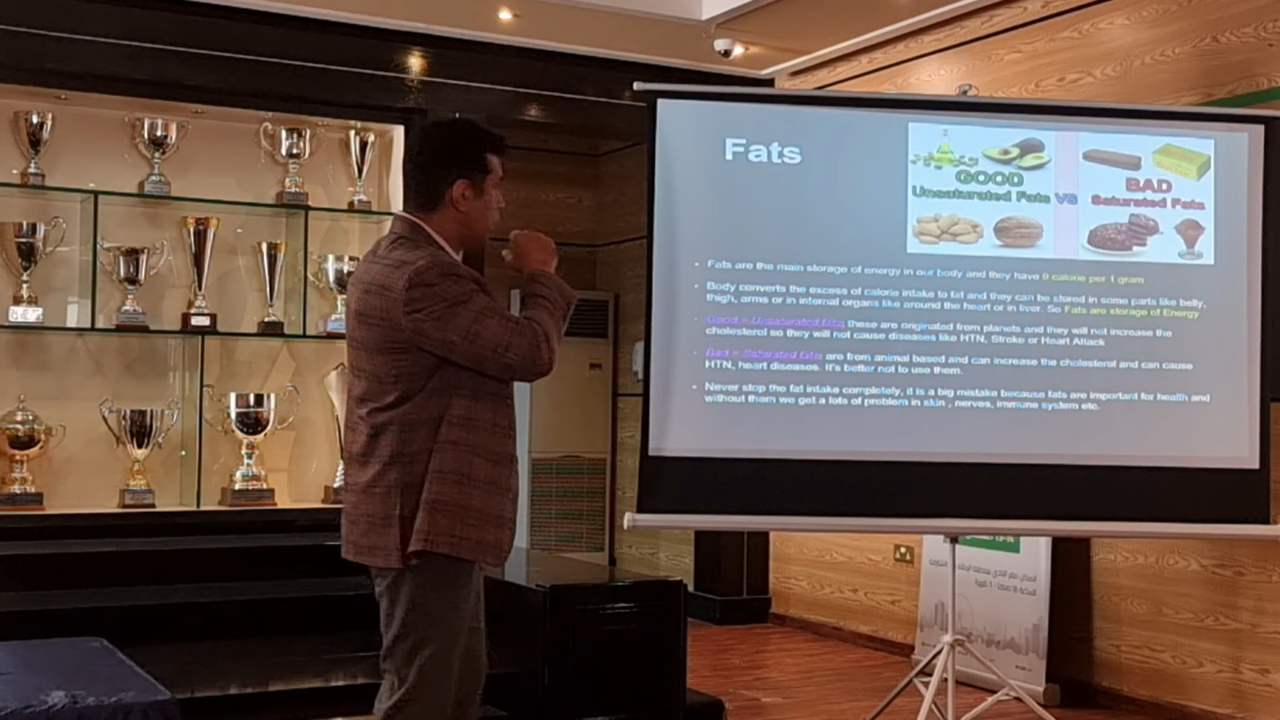 Fats
GOOD
Unsaturated Fats VS
BAD
Saturated Fats
Fats are the main storage of energy in our body and they have 9 calorie per 1 gram
Body converts the excess of calorie intake to fat and they can be stored in some parts like belly,
thigh, arms or in internal organs like around the heart or in liver. So Fats are storage of Energy
Good = Unsaturated fats these are originated from planets and they will not increase the
cholesterol so they will not cause diseases like HTN, Stroke or Heart Attack
Bad = Saturated fats are from animal based and can increase the cholesterol and can cause
HTN, heart diseases. It's better not to use them.
Never stop the fat intake completely, it is a big mistake because fats are important for health and
without them we get a lots of problem in skin , nerves, immune system etc.